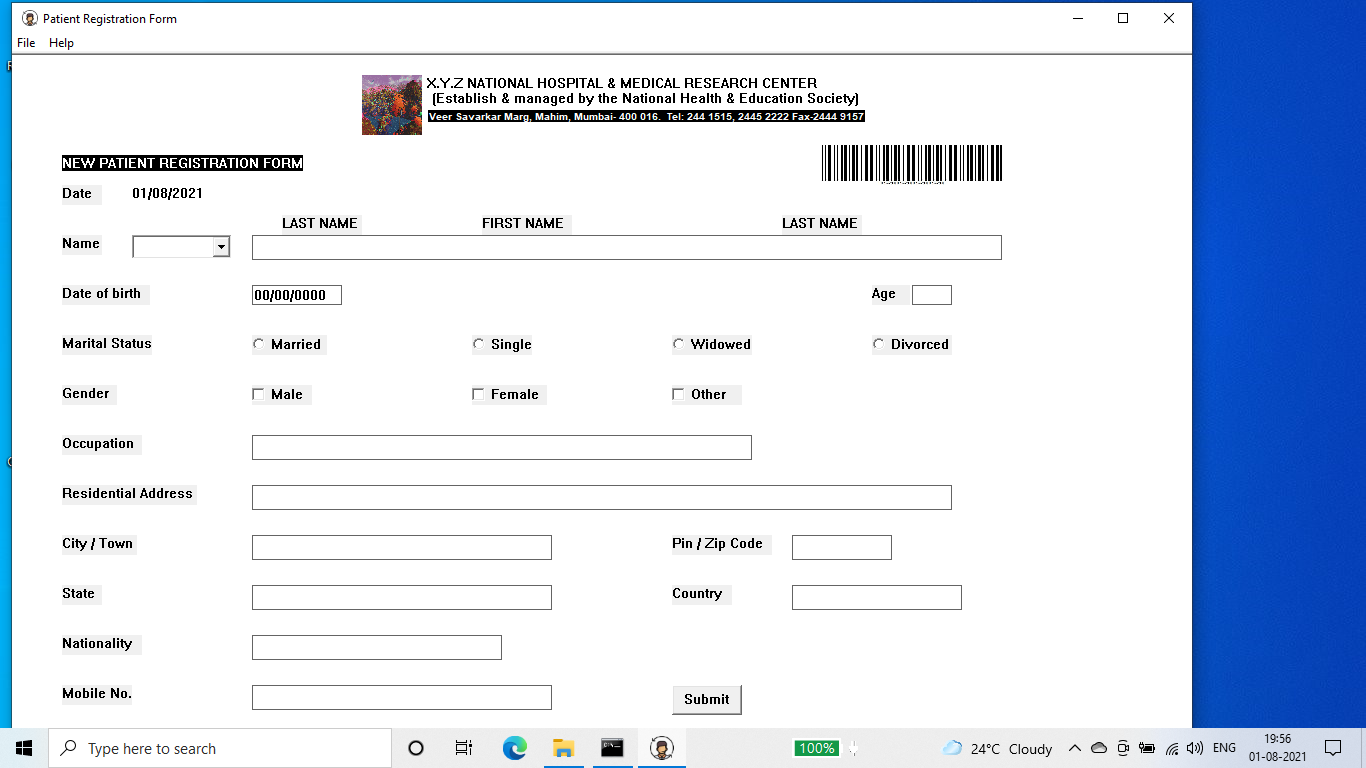 Patient Registration Form
File Help
X.Y.Z NATIONAL HOSPITAL & MEDICAL RESEARCH CENTER
(Establish & managed by the National Health & Education Society)
Veer Savarkar Marg, Mahim, Mumbai- 400 016. Tel: 244 1515, 2445 2222 Fax-2444 9157
NEW PATIENT REGISTRATION FORM
Date 01/08/2021
LAST NAME FIRST NAME LAST NAME
Name
Date of birth 00/00/0000 Age
Marital Status Married Single Widowed Divorced
Gender Male Female Other
Occupation
Residential Address
City / Town Pin / Zip Code
State Country
Nationality
Mobile No. Submit
Type here to search 100% 24°C Cloudy ENG 19:56
01-08-2021